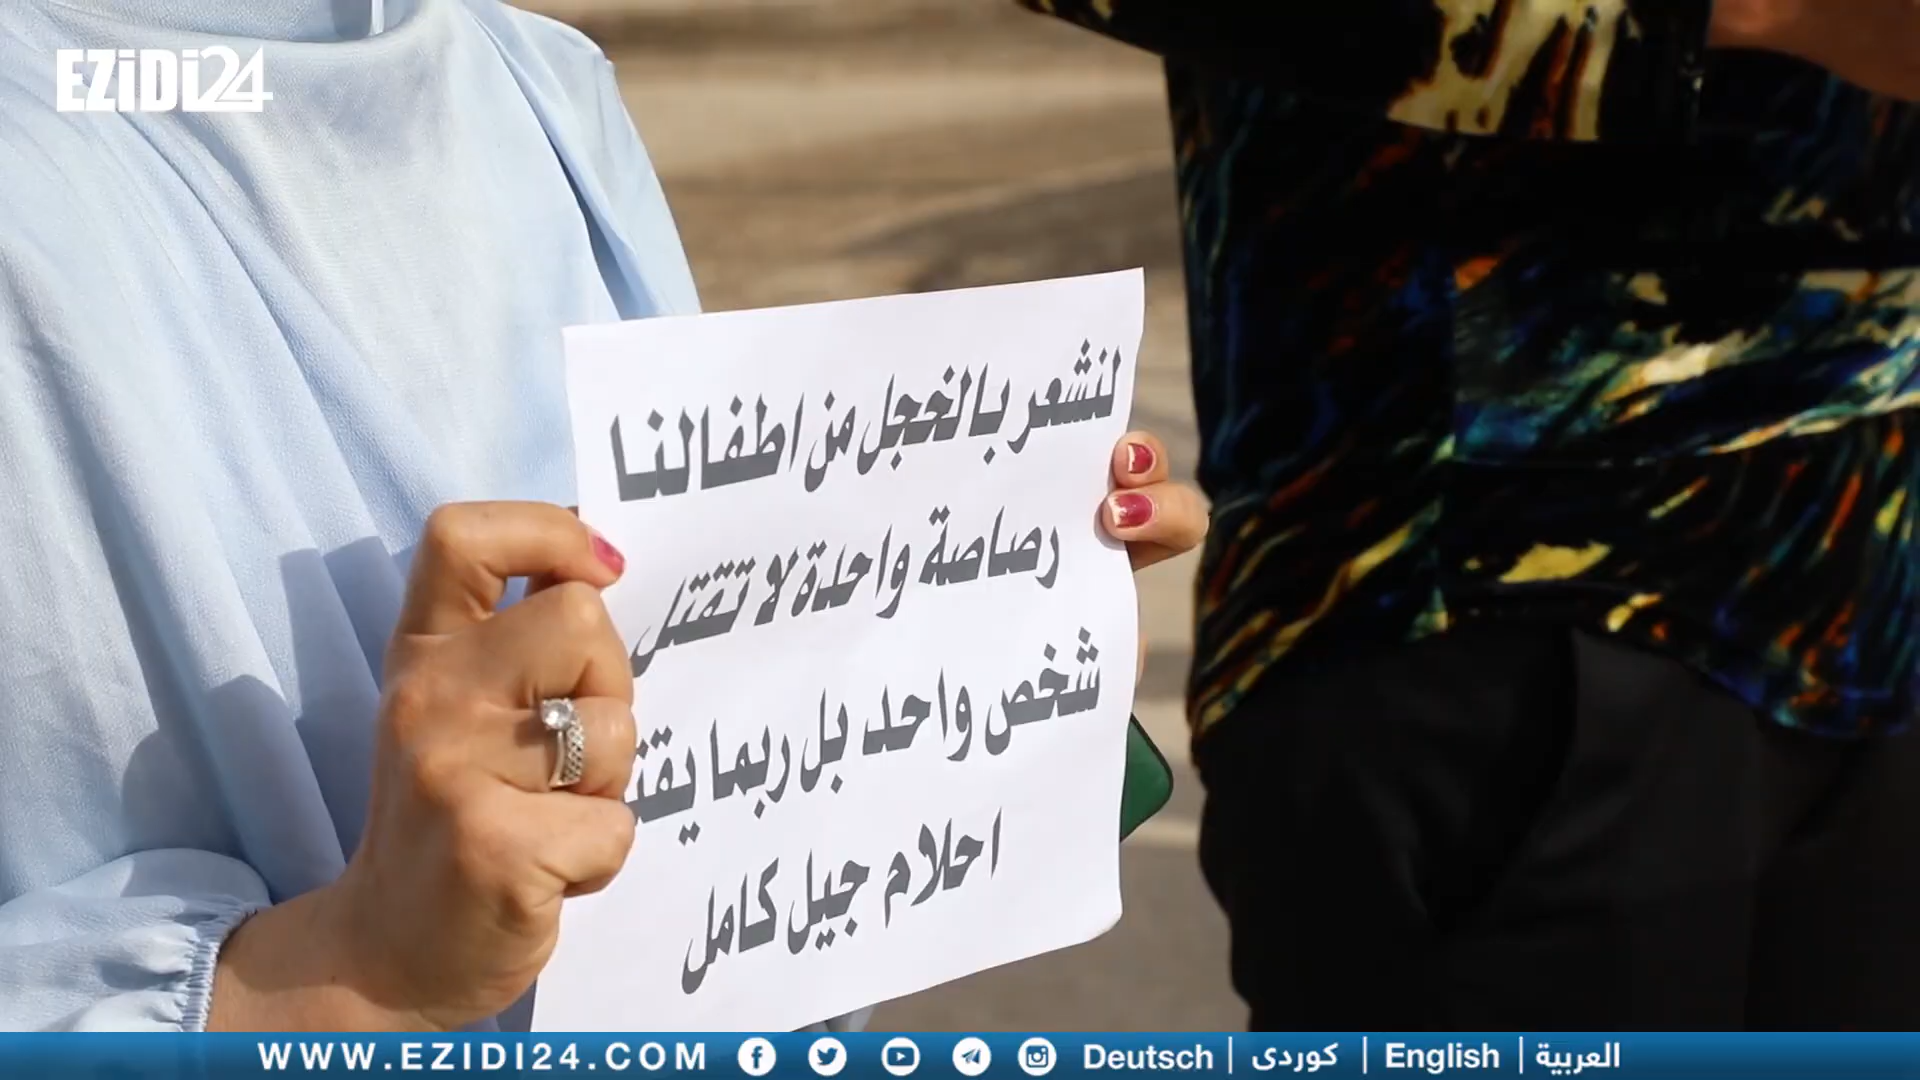 EZiDi24
لنشعر بالخجل من اطفالنا
رصاصة واحدة لا تقتل
شخص واحد بل ربما يقتل
احلام جيل كامل
WWW.EZIDI24.COM Deutsch | كوردى | English | العربية